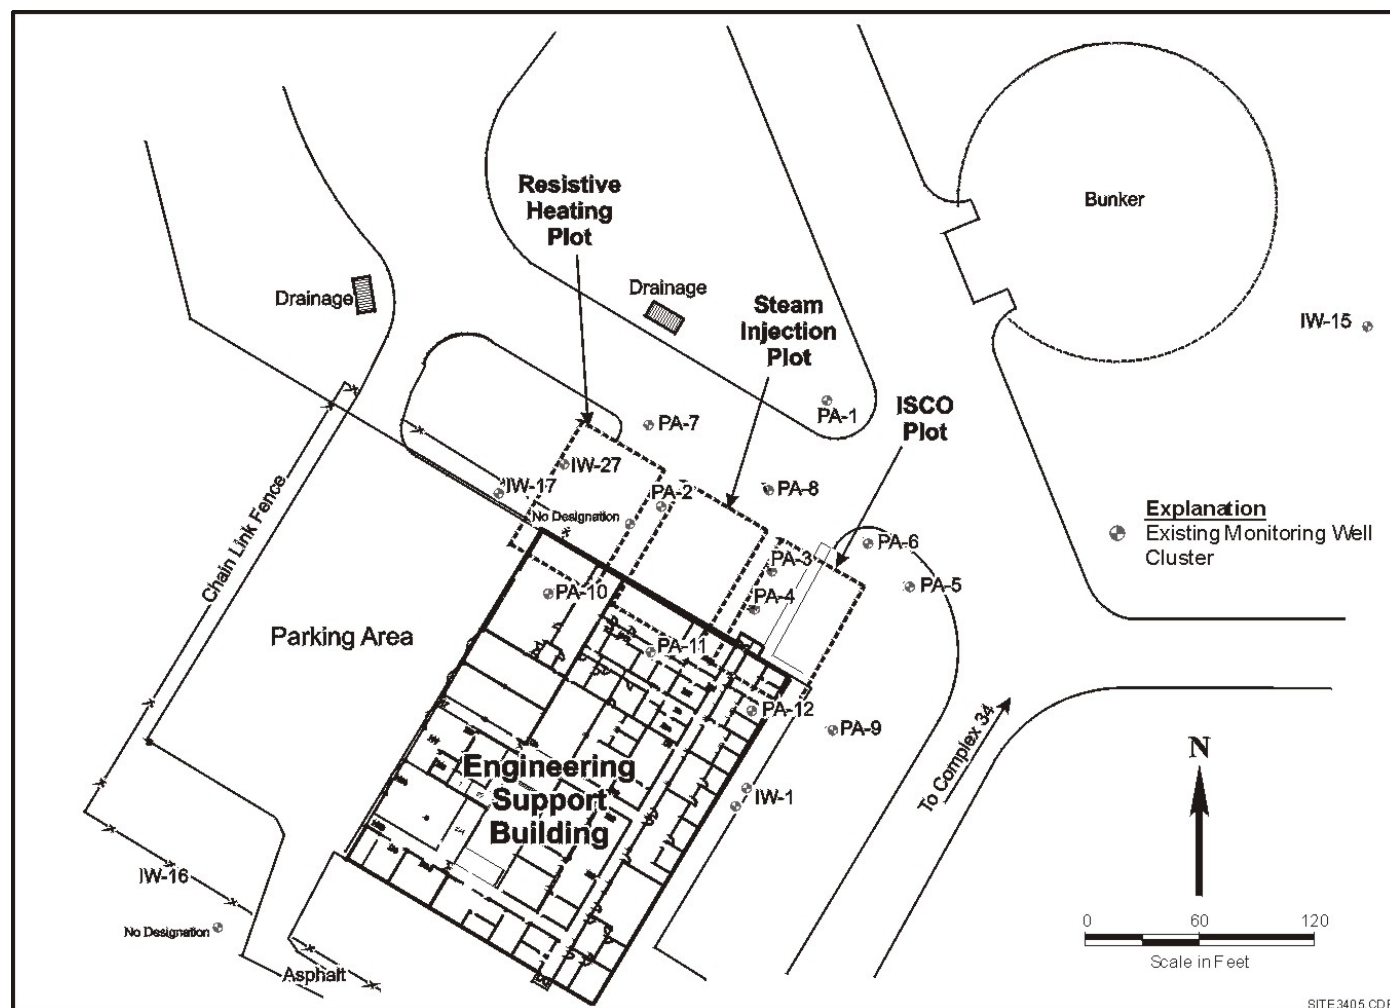 Resistive
Heating
Plot
Bunker
Drainage
Drainage
Steam
Injection
Plot
IW-15
PA-1
ISCO
Plot
PA-7
IW-27
IW-17
PA-2
PA-8
No Designation
Explanation
Existing Monitoring Well
Cluster
PA-6
PA-3
PA-5
PA-4
PA-10
Chain Link Fence
Parking Area
PA-11
PA-12
PA-9
To Complex 34
N
Engineering
Support
Building
IW-1
IW-16
No Designation
Asphalt
0 60 120
Scale in Feet